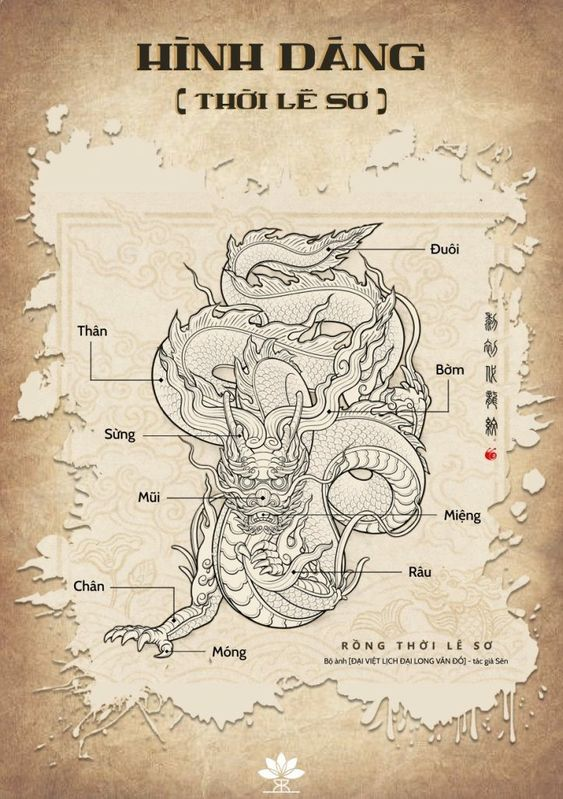 HÌNH DÁNG
( THỜI LÊ SƠ )
Đuôi
Thân
Bờm
Sừng
Mũi
Miệng
Chân
Râu
Móng
RỒNG THỜI LÊ SƠ
Bộ ảnh [ĐẠI VIỆT LỊCH ĐẠI LONG VÂN ĐỒ] - tác giả Sên